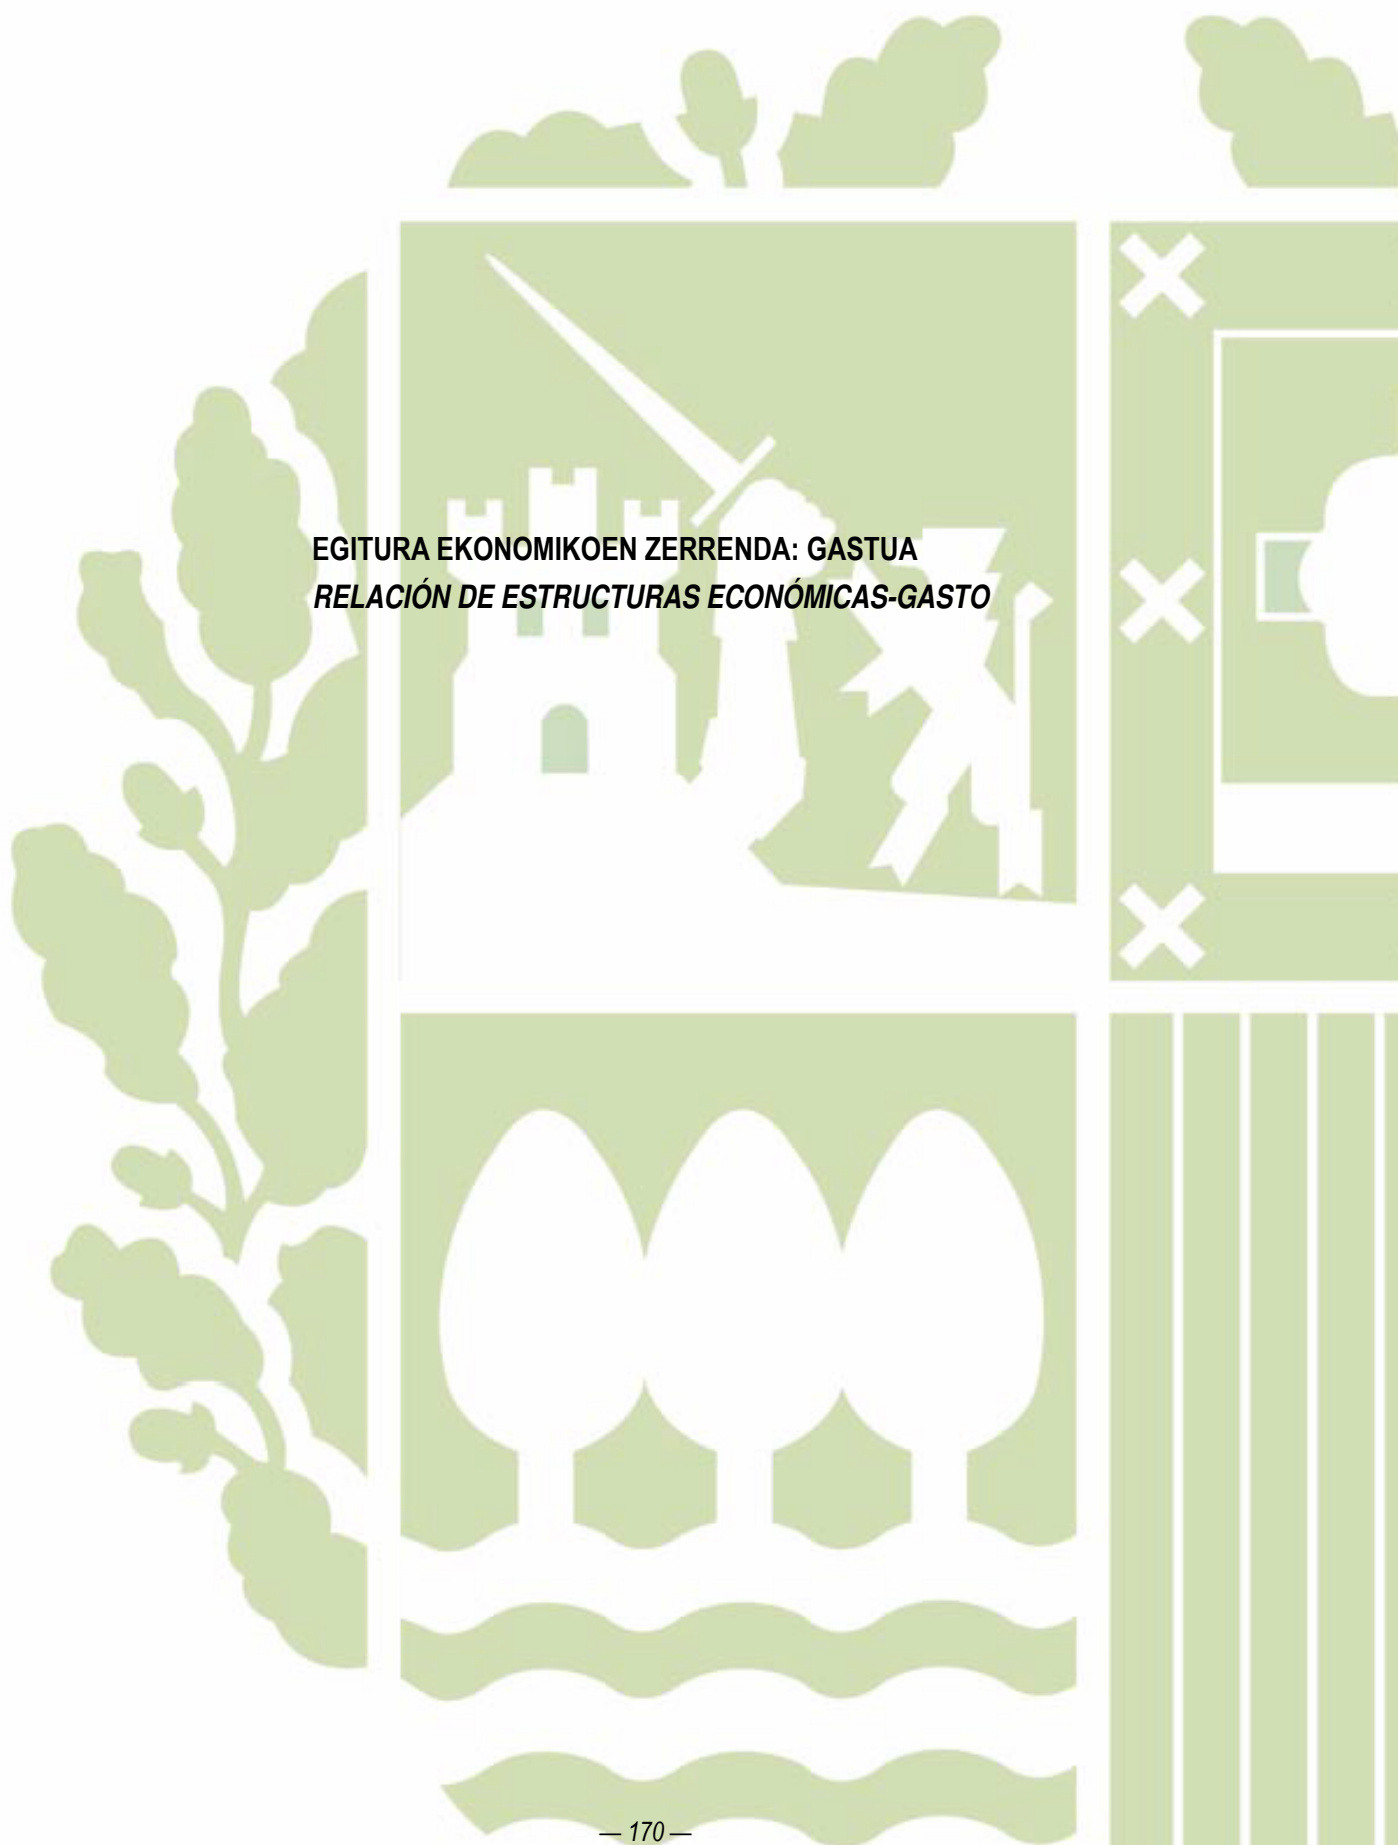 EGITURA EKONOMIKOEN ZERRENDA: GASTUA
RELACIÓN DE ESTRUCTURAS ECONÓMICAS-GASTO
— 170 —